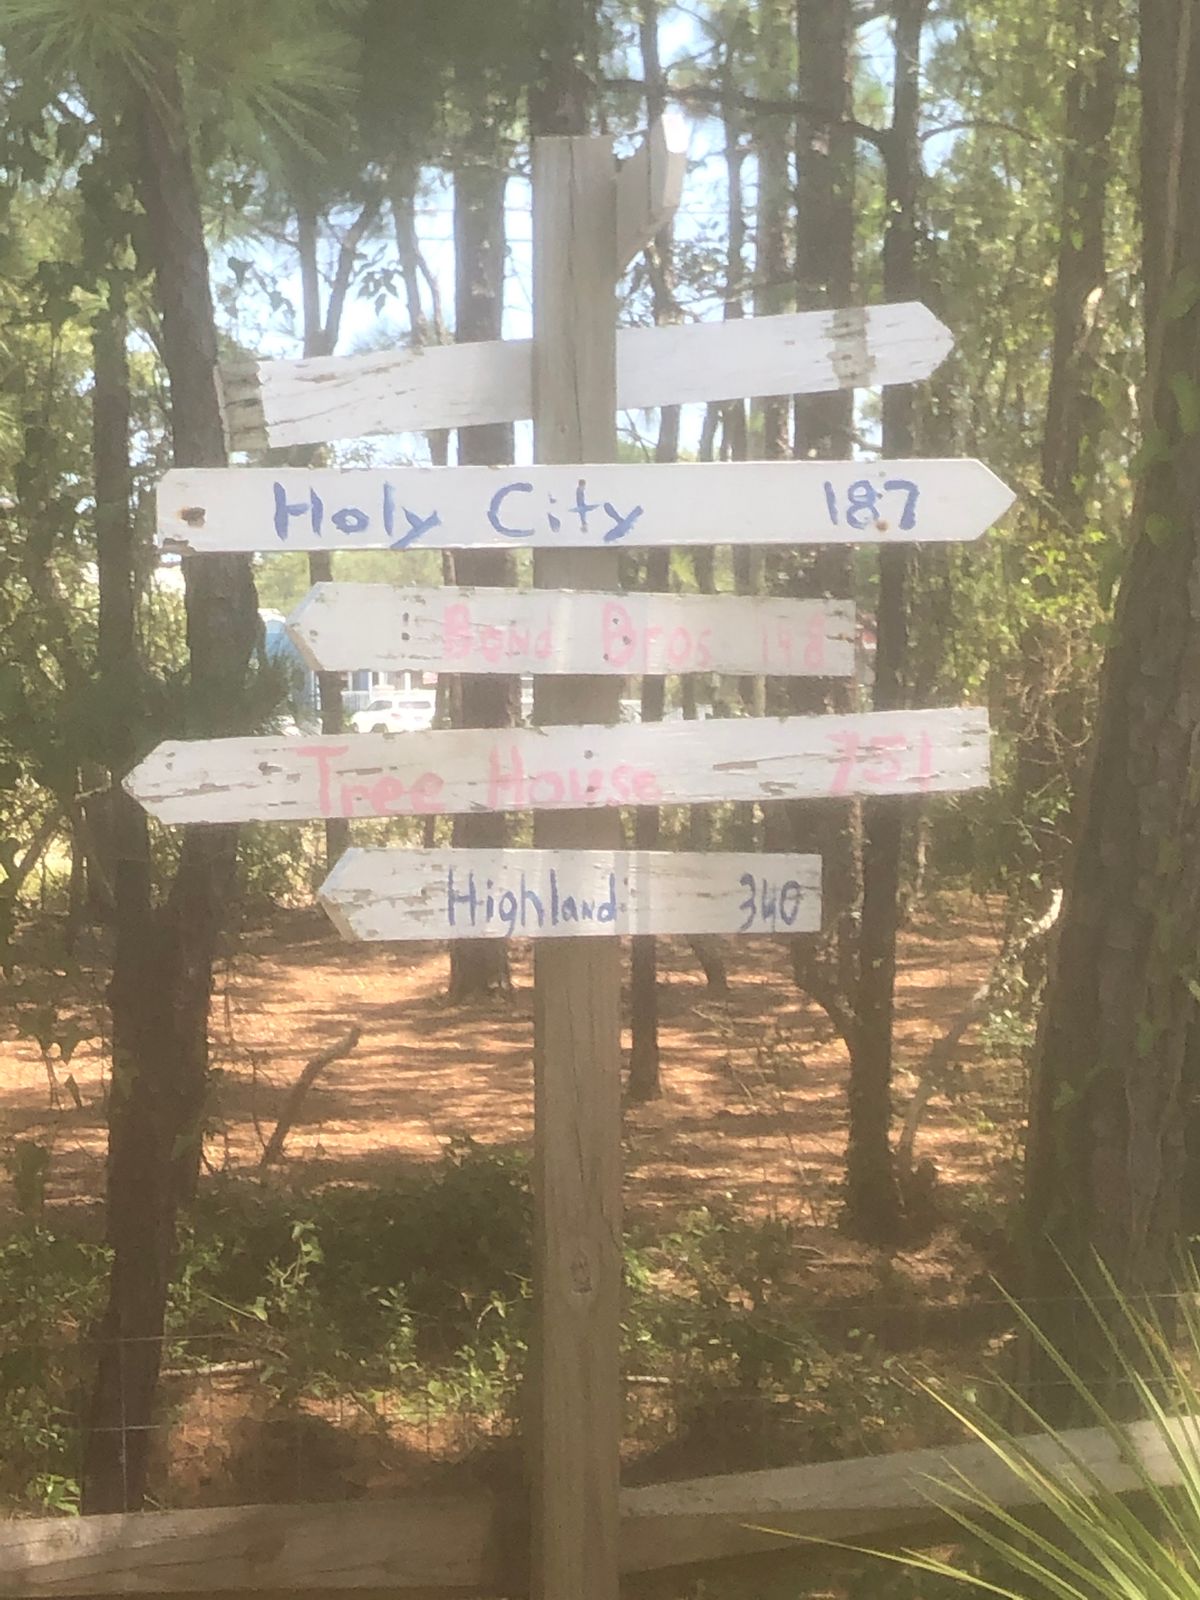 Holy City 187
Bond Bros. 148
Tree House 751
Highland 340